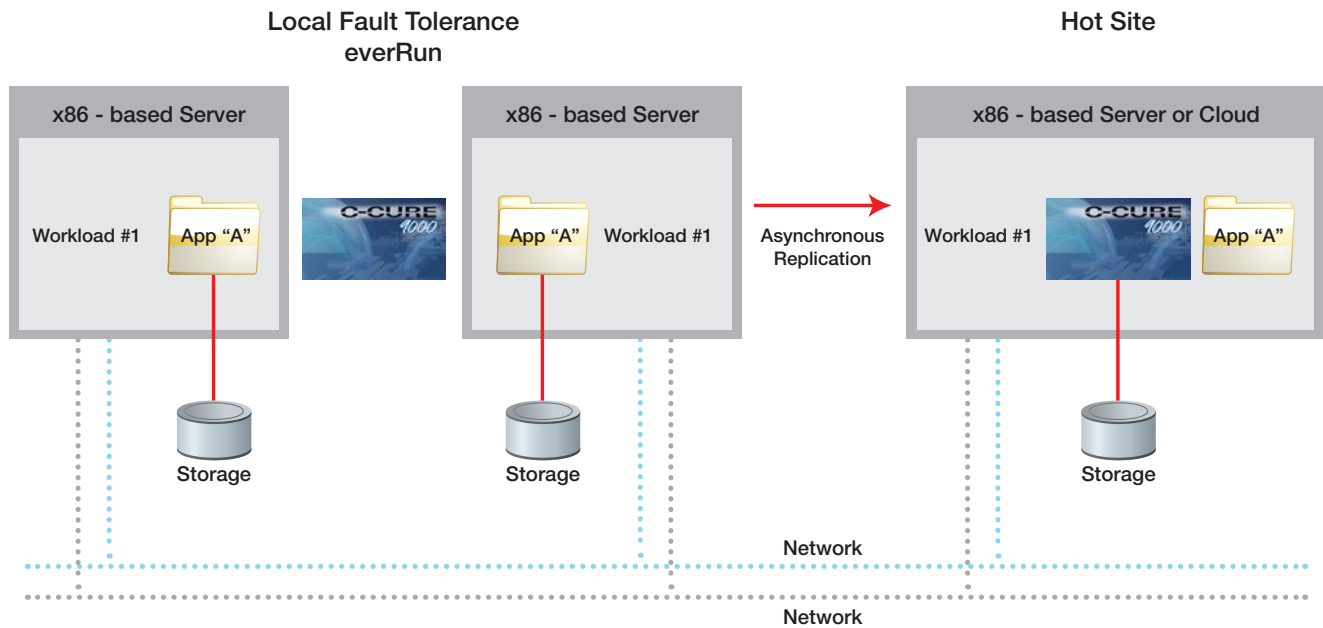 Local Fault Tolerance
everRun
Hot Site
x86 - based Server
x86 - based Server
x86 - based Server or Cloud
Workload #1
App “A”
C-CURE
9000
App “A”
Workload #1
Asynchronous
Replication
Workload #1
C-CURE
9000
App “A”
Storage
Storage
Storage
Network
Network